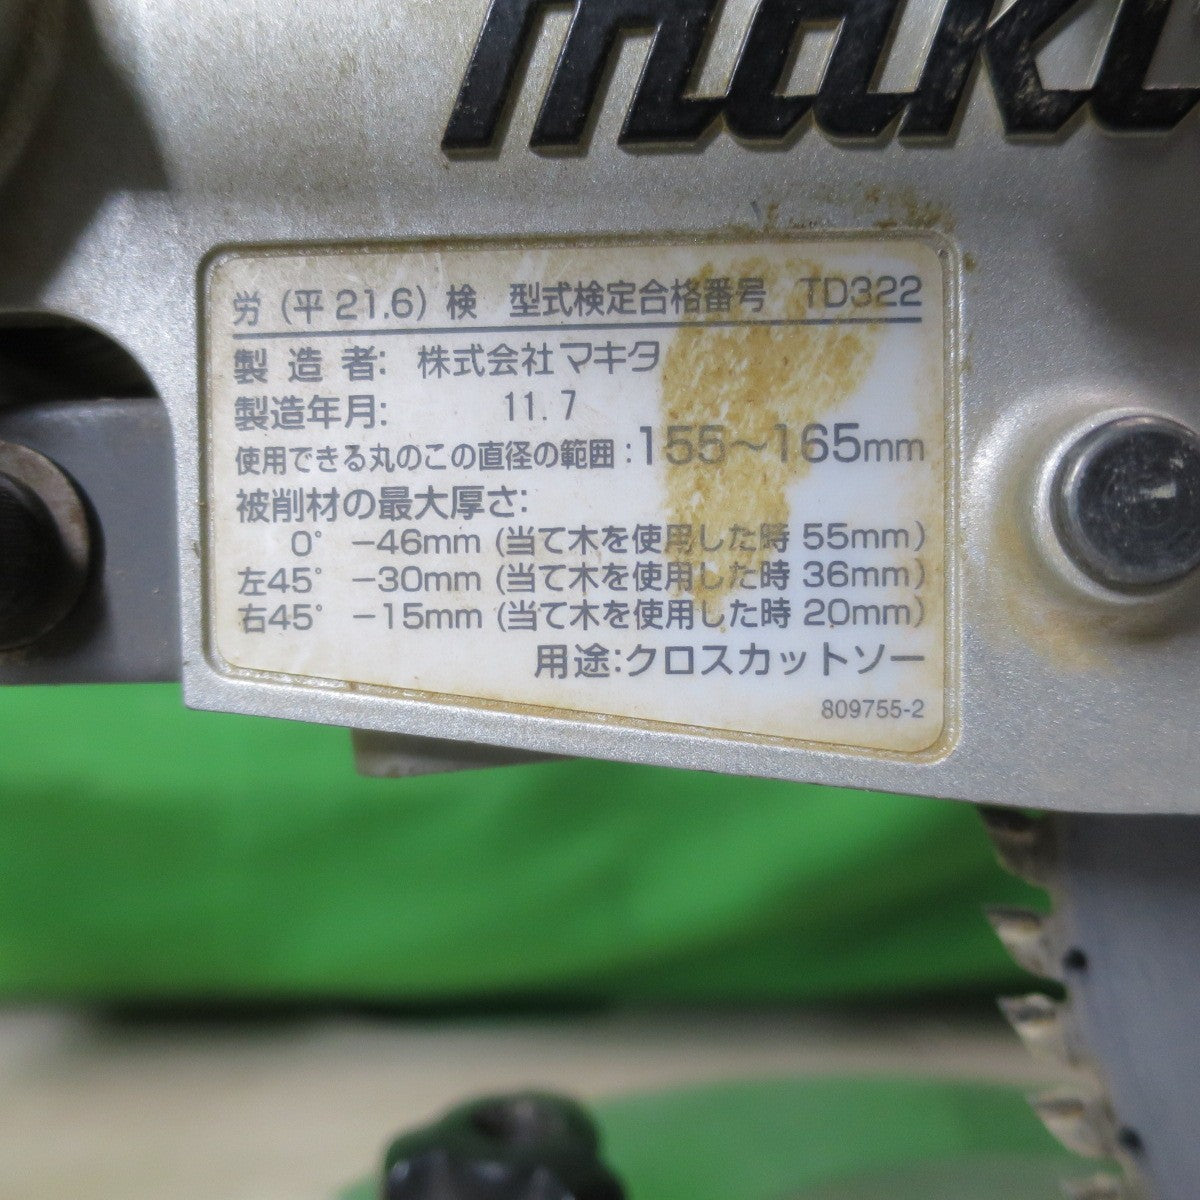 makı
労 (平21.6) 検 型式検定合格番号 TD322
製造者: 株式会社マキタ
製造年月: 11. 7
使用できる丸のこの直径の範囲:155～165mm
被削材の最大厚さ:
0° －46mm (当て木を使用した時 55mm)
左45° －30mm (当て木を使用した時 36mm)
右45° －15mm (当て木を使用した時 20mm)
用途:クロスカットソー
809755-2